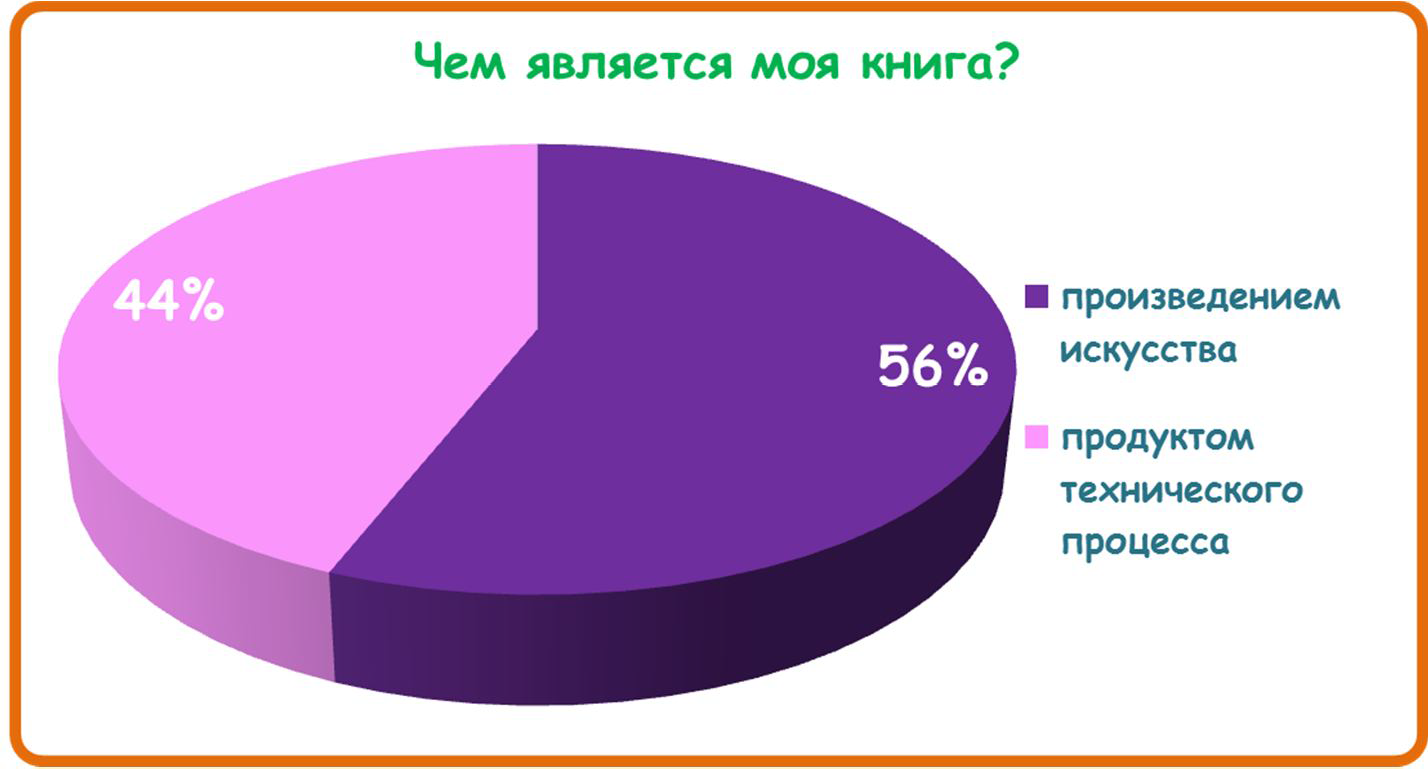 Чем является моя книга?
44%
56%
произведением
искусства
продуктом
технического
процесса